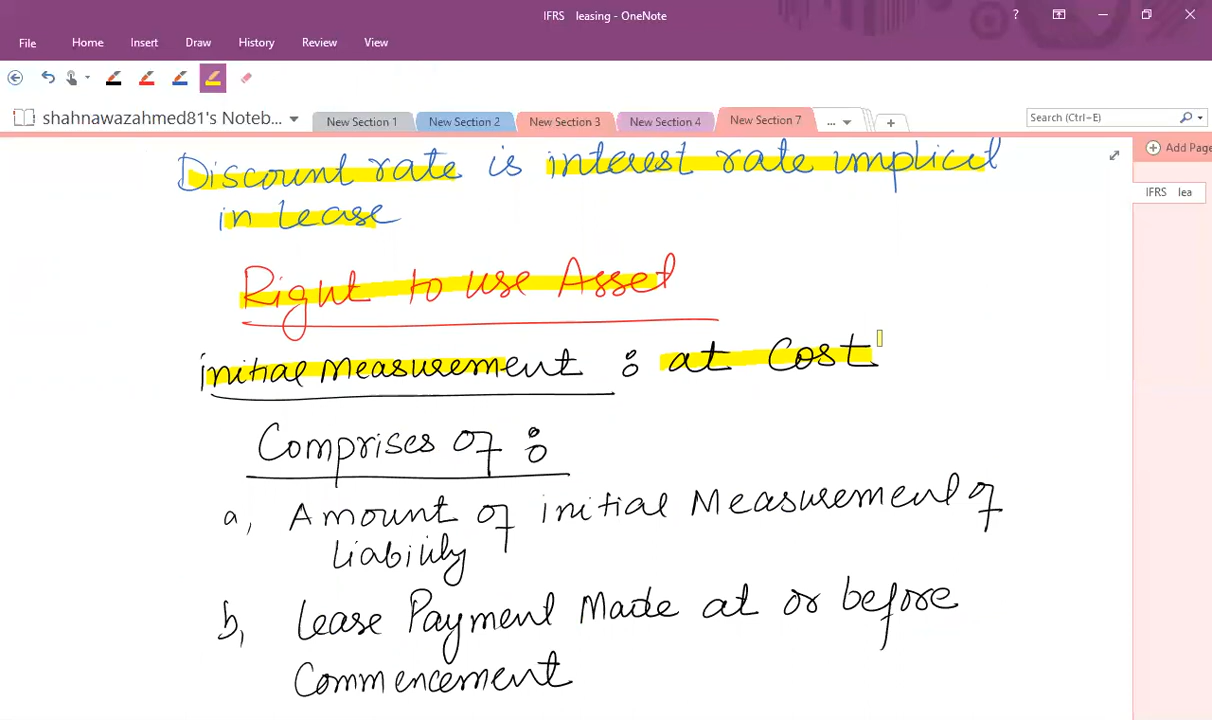 IFRS leasing - OneNote
?
File Home Insert Draw History Review View
shahnawazahmed81's Noteb... New Section 1 New Section 2 New Section 3 New Section 4 New Section 7 ... + Search (Ctrl+E)
Add Page
IFRS lea
Discount rate is interest rate implicit
in lease
Right to use Asset
initial Measurement : at Cost
Comprises of :
a, Amount of initial Measurement of
liability
b, Lease Payment Made at or before
Commencement